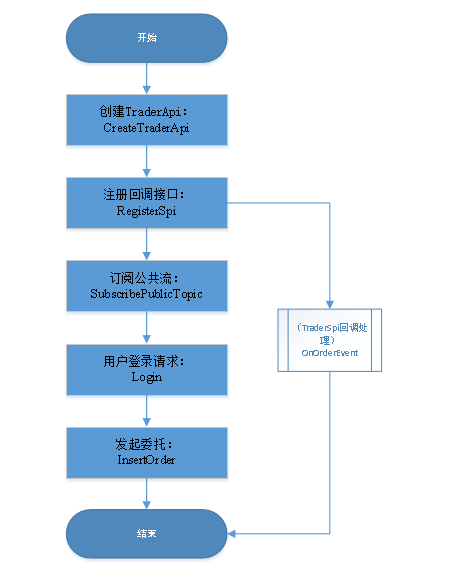 开始
创建TraderApi：
CreateTraderApi
注册回调接口：
RegisterSpi
订阅公共流：
SubscribePublicTopic
（TraderSpi回调处
理）
OnOrderEvent
用户登录请求：
Login
发起委托：
InsertOrder
结束